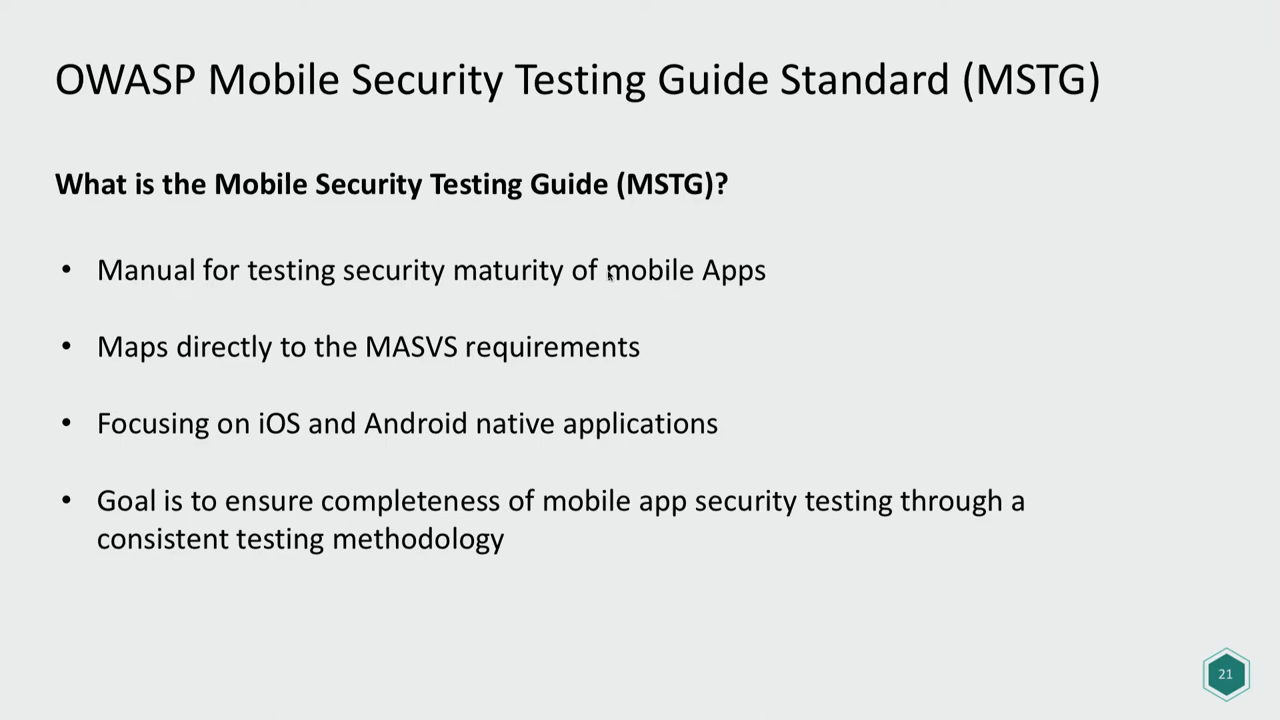 OWASP Mobile Security Testing Guide Standard (MSTG)
What is the Mobile Security Testing Guide (MSTG)?
• Manual for testing security maturity of mobile Apps
• Maps directly to the MASVS requirements
• Focusing on iOS and Android native applications
• Goal is to ensure completeness of mobile app security testing through a
consistent testing methodology
21